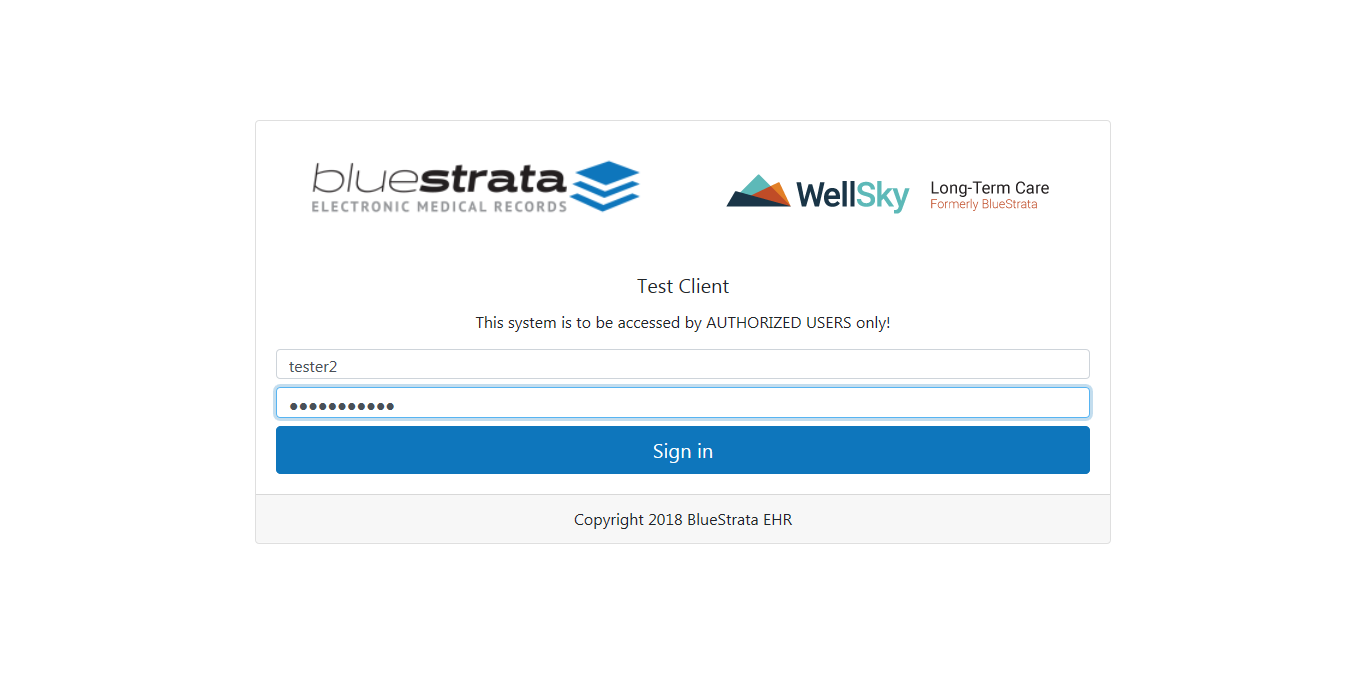 bluestrata
ELECTRONIC MEDICAL RECORDS
WellSky
Long-Term Care
Formerly BlueStrata
Test Client
This system is to be accessed by AUTHORIZED USERS only!
tester2
●●●●●●●●●●●
Sign in
Copyright 2018 BlueStrata EHR